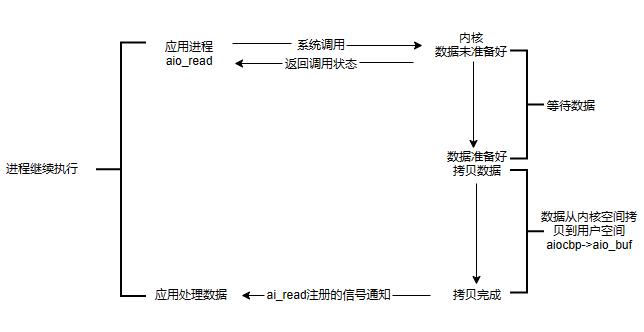 应用进程
aio_read
系统调用
返回调用状态
内核
数据未准备好
等待数据
进程继续执行
数据准备好
拷贝数据
数据从内核空间拷
贝到用户空间
aiocbp->aio_buf
应用处理数据
ai_read注册的信号通知
拷贝完成